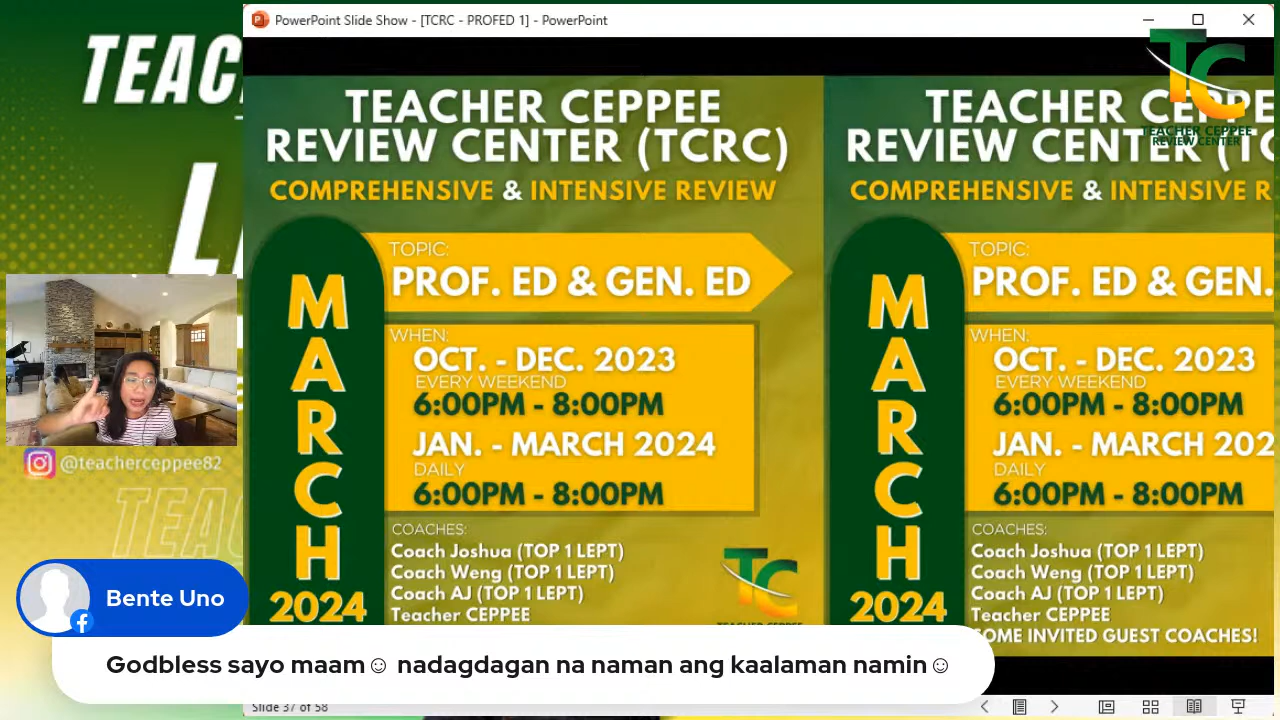 PowerPoint Slide Show - [TCRC - PROFED 1] - PowerPoint
TEAC
L
@teacherceppee82
TEAC
TEACHER CEPPEE
REVIEW CENTER (TCRC)
COMPREHENSIVE & INTENSIVE REVIEW
MARCH
2024
TOPIC:
PROF. ED & GEN. ED
WHEN:
OCT. - DEC. 2023
EVERY WEEKEND
6:00PM - 8:00PM
JAN. - MARCH 2024
DAILY
6:00PM - 8:00PM
COACHES:
Coach Joshua (TOP 1 LEPT)
Coach Weng (TOP 1 LEPT)
Coach AJ (TOP 1 LEPT)
Teacher CEPPEE
TC
TC
TEACHER CEPPEE
REVIEW CENTER
TEACHER CEPPE
REVIEW CENTER (TC
COMPREHENSIVE & INTENSIVE R
MARCH
2024
TOPIC:
PROF. ED & GEN.
WHEN:
OCT. - DEC. 2023
EVERY WEEKEND
6:00PM - 8:00PM
JAN. - MARCH 202
DAILY
6:00PM - 8:00PM
COACHES:
Coach Joshua (TOP 1 LEPT)
Coach Weng (TOP 1 LEPT)
Coach AJ (TOP 1 LEPT)
Teacher CEPPEE
SOME INVITED GUEST COACHES!
Bente Uno
Godbless sayo maam☺ nadagdagan na naman ang kaalaman namin☺
Slide 37 of 58